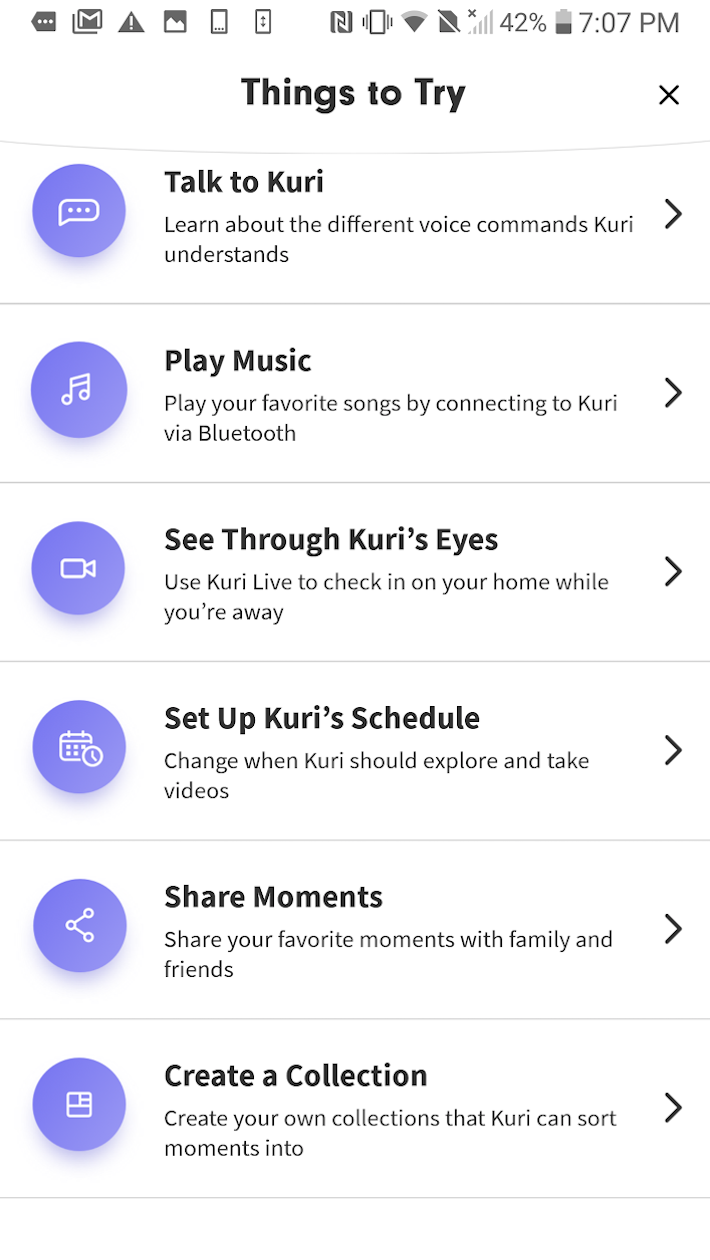 42% 7:07 PM
Things to Try
Talk to Kuri
Learn about the different voice commands Kuri
understands
Play Music
Play your favorite songs by connecting to Kuri
via Bluetooth
See Through Kuri’s Eyes
Use Kuri Live to check in on your home while
you’re away
Set Up Kuri’s Schedule
Change when Kuri should explore and take
videos
Share Moments
Share your favorite moments with family and
friends
Create a Collection
Create your own collections that Kuri can sort
moments into